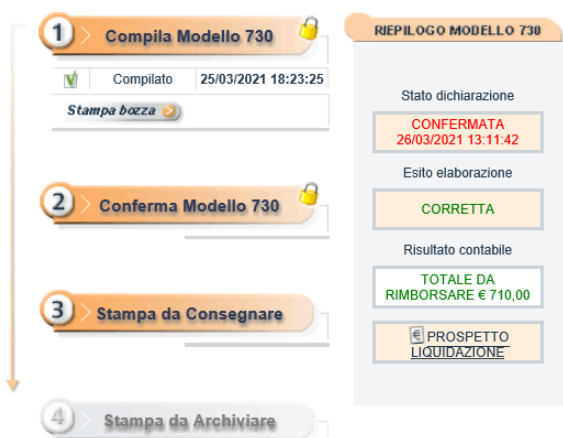 1 Compila Modello 730
Compilato 25/03/2021 18:23:25
Stampa bozza
2 Conferma Modello 730
3 Stampa da Consegnare
4 Stampa da Archiviare
RIEPILOGO MODELLO 730
Stato dichiarazione
CONFERMATA
26/03/2021 13:11:42
Esito elaborazione
CORRETTA
Risultato contabile
TOTALE DA
RIMBORSARE € 710,00
€ PROSPETTO
LIQUIDAZIONE